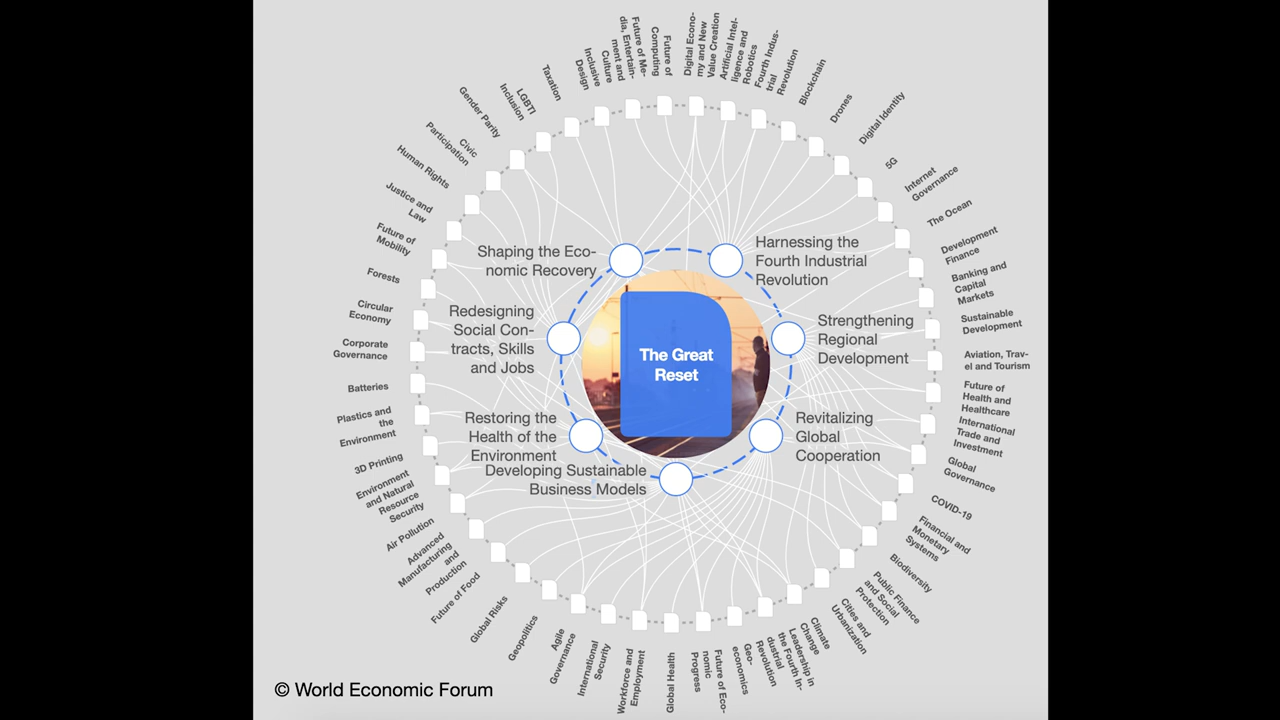 The Great
Reset
Shaping the Eco-
nomic Recovery
Harnessing the
Fourth Industrial
Revolution
Strengthening
Regional
Development
Revitalizing
Global
Cooperation
Developing Sustainable
Business Models
Restoring the
Health of the
Environment
Redesigning
Social Con-
tracts, Skills
and Jobs
Digital Econo-
my and New
Value Creation
Artificial Intel-
ligence and
Robotics
Fourth Indus-
trial
Revolution
Blockchain
Drones
Digital Identity
5G
Internet
Governance
The Ocean
Development
Finance
Banking and
Capital
Markets
Sustainable
Development
Aviation, Trav-
el and Tourism
Future of
Health and
Healthcare
International
Trade and
Investment
Global
Governance
COVID-19
Financial and
Monetary
Systems
Biodiversity
Public Finance
and Social
Protection
Cities and
Urbanization
Climate
Change
Leadership in
the Fourth In-
dustrial
Revolution
Geo-
economics
Future of Eco-
nomic
Progress
Global Health
Workforce and
Employment
International
Security
Agile
Governance
Geopolitics
Global Risks
Future of Food
Advanced
Manufacturing
and
Production
Air Pollution
Environment
and Natural
Resource
Security
3D Printing
Plastics and
the
Environment
Batteries
Corporate
Governance
Circular
Economy
Forests
Future of
Mobility
Justice and
Law
Human Rights
Civic
Participation
Gender Parity
LGBTI
Inclusion
Taxation
Inclusive
Design
Future of Me-
dia, Entertain-
ment and
Culture
Future of
Computing
© World Economic Forum